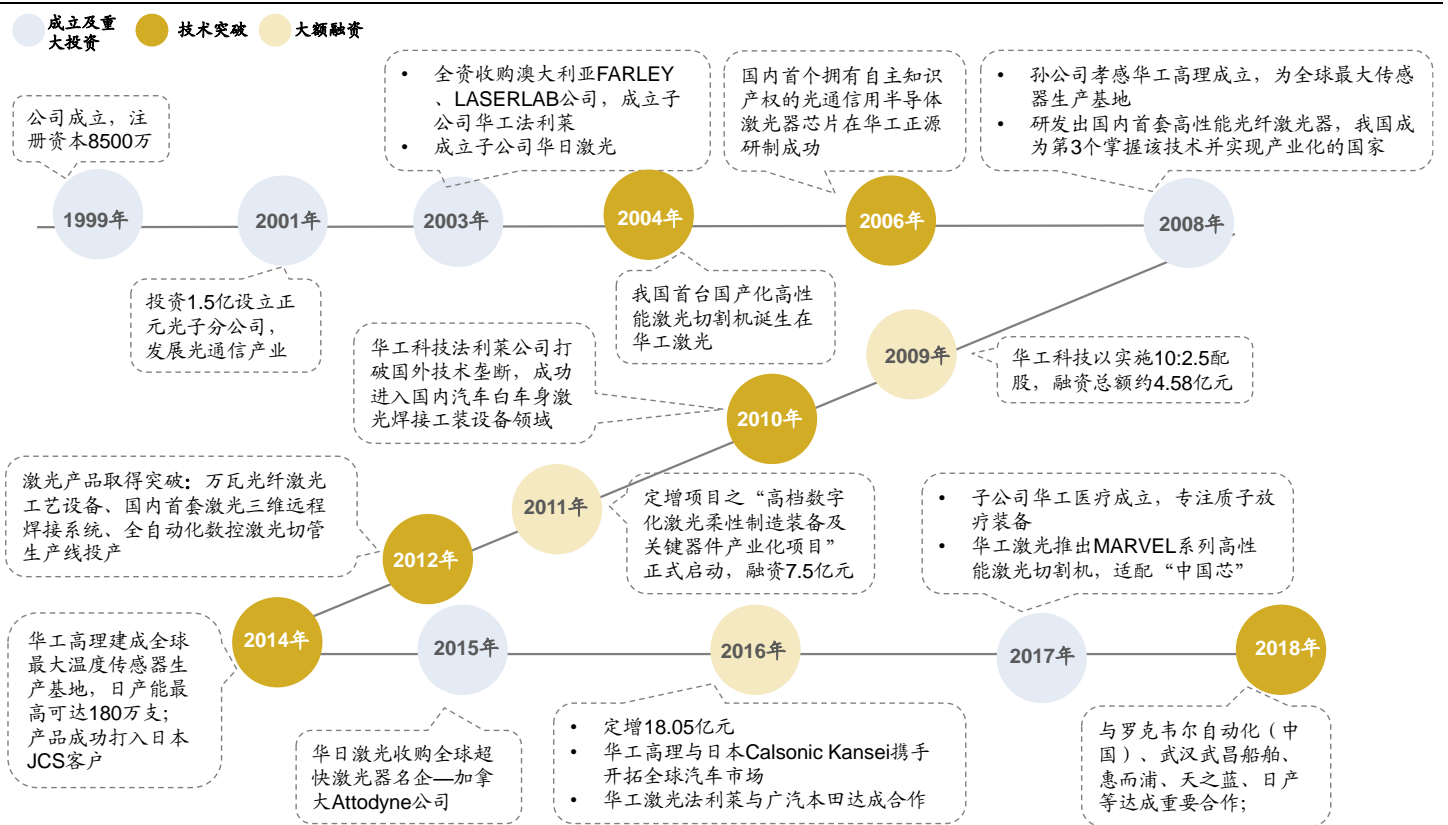 成立及重
大投资
技术突破
大额融资
公司成立，注
册资本8500万
• 全资收购澳大利亚FARLEY
、LASERLAB公司，成立子
公司华工法利莱
• 成立子公司华日激光
国内首个拥有自主知识
产权的光通信用半导体
激光器芯片在华工正源
研制成功
• 孙公司孝感华工高理成立，为全球最大传感
器生产基地
• 研发出国内首套高性能光纤激光器，我国成
为第3个掌握该技术并实现产业化的国家
1999年
2001年
2003年
2004年
2006年
2008年
投资1.5亿设立正
元光子分公司，
发展光通信产业
我国首台国产化高性
能激光切割机诞生在
华工激光
华工科技法利莱公司打
破国外技术垄断，成功
进入国内汽车白车身激
光焊接工装设备领域
2009年
华工科技以实施10:2.5配
股，融资总额约4.58亿元
2010年
激光产品取得突破：万瓦光纤激光
工艺设备、国内首套激光三维远程
焊接系统、全自动化数控激光切管
生产线投产
2011年
定增项目之“高档数字
化激光柔性制造装备及
关键器件产业化项目”
正式启动，融资7.5亿元
• 子公司华工医疗成立，专注质子放
疗装备
• 华工激光推出MARVEL系列高性
能激光切割机，适配“中国芯”
2012年
华工高理建成全球
最大温度传感器生
产基地，日产能最
高可达180万支；
产品成功打入日本
JCS客户
2014年
2015年
2016年
2017年
2018年
华日激光收购全球超
快激光器名企—加拿
大Attodyne公司
• 定增18.05亿元
• 华工高理与日本Calsonic Kansei携手
开拓全球汽车市场
• 华工激光法利莱与广汽本田达成合作
与罗克韦尔自动化（中
国）、武汉武昌船舶、
惠而浦、天之蓝、日产
等达成重要合作；